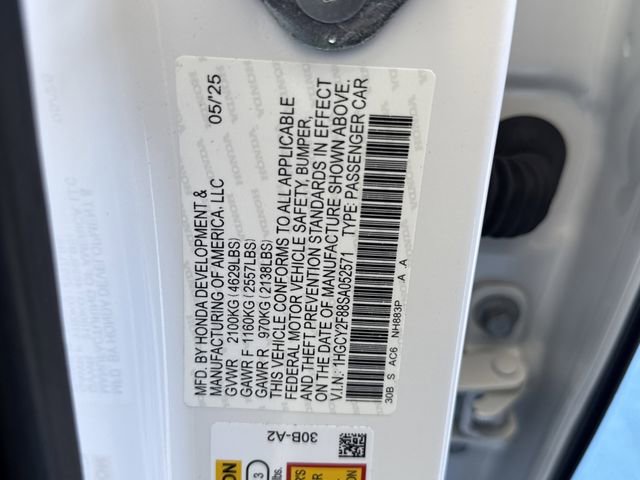 MFD. BY HONDA DEVELOPMENT & 05/25
MANUFACTURING OF AMERICA, LLC
GVWR 2100KG(4629LBS)
GAWR F 1160KG(2557LBS)
GAWR R 970KG(2138LBS)
THIS VEHICLE CONFORMS TO ALL APPLICABLE
FEDERAL MOTOR VEHICLE SAFETY, BUMPER,
AND THEFT PREVENTION STANDARDS IN EFFECT
ON THE DATE OF MANUFACTURE SHOWN ABOVE.
V.I.N.: 1HGCY2F88SA052571 TYPE: PASSENGER CAR
30B S AC6 NH883P A A
30B-A2